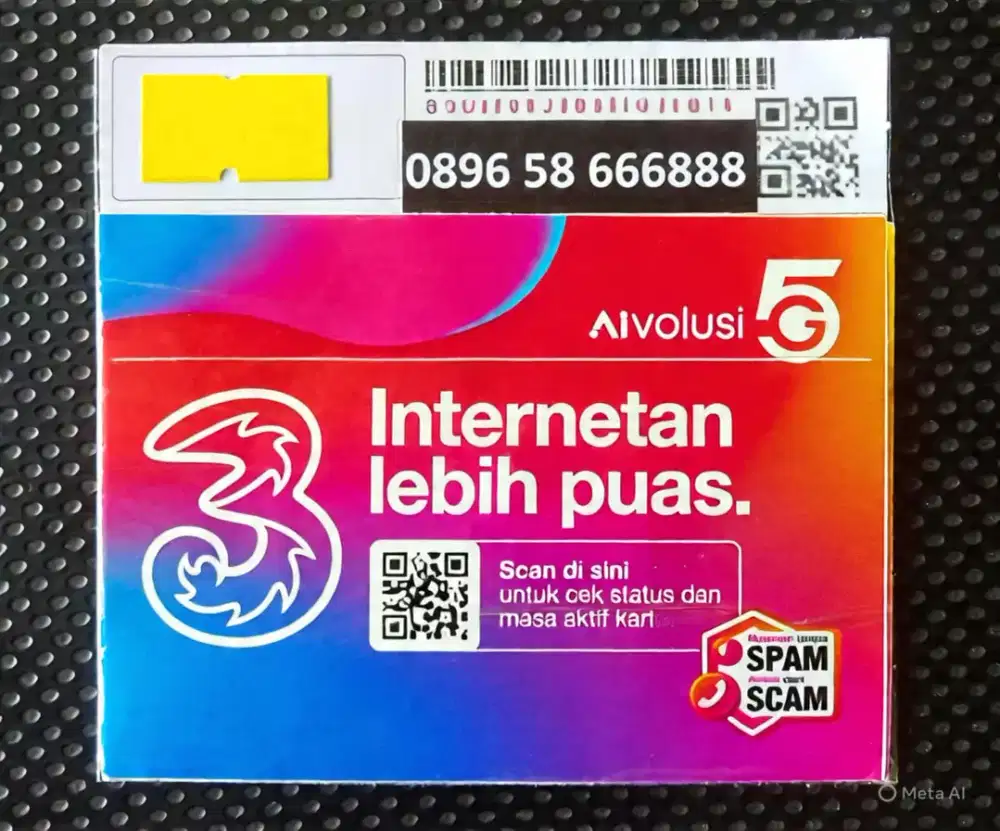 0896 58 666888
AIvolusi 5G
3
Internetan
lebih puas.
Scan di sini
untuk cek status dan
masa aktif kart
SPAM
SCAM
Meta AI